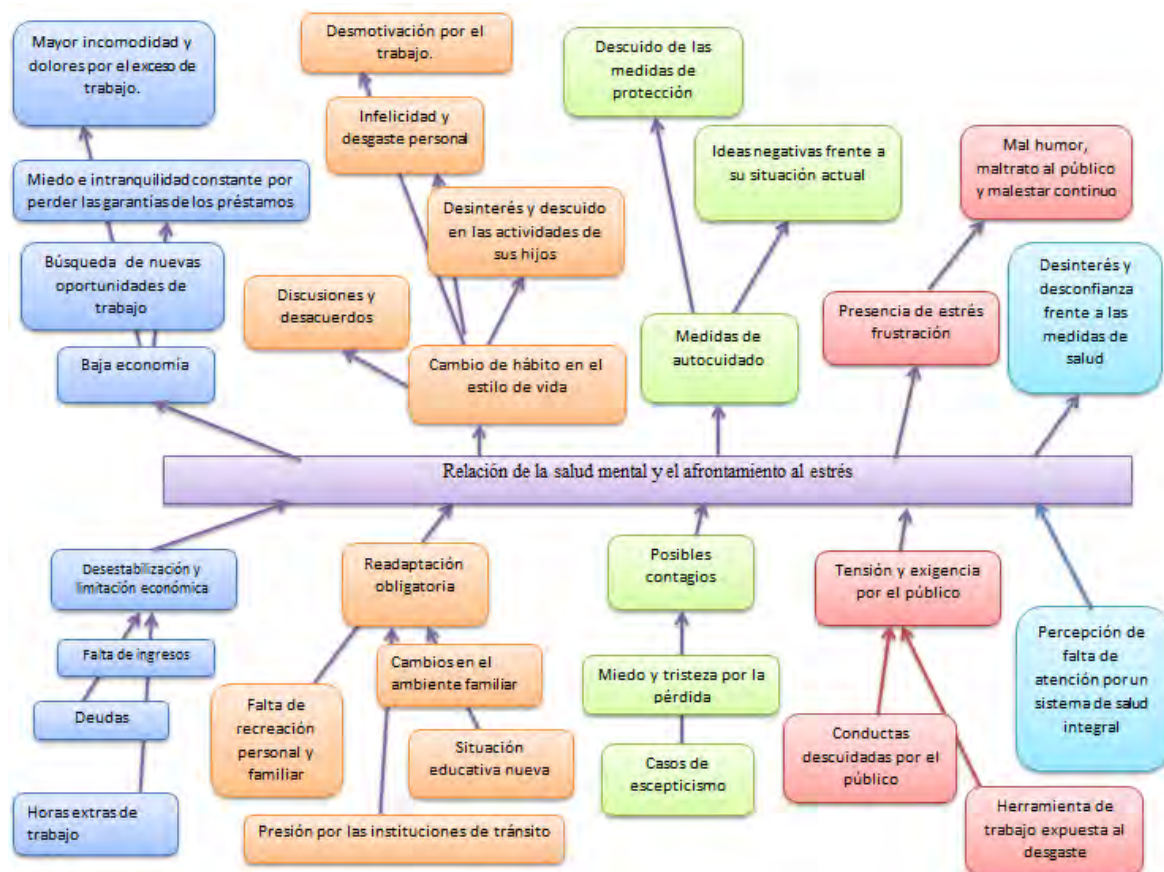 Mayor incomodidad y
dolores por el exceso de
trabajo.
Miedo e intranquilidad constante por
perder las garantías de los préstamos
Búsqueda de nuevas
oportunidades de
trabajo
Baja economía
Desmotivación por el
trabajo.
Infelicidad y
desgaste personal
Desinterés y descuido
en las actividades de
sus hijos
Discusiones y
desacuerdos
Cambio de hábito en el
estilo de vida
Descuido de las
medidas de
protección
Ideas negativas frente a
su situación actual
Medidas de
autocuidado
Mal humor,
maltrato al público
y malestar continuo
Presencia de estrés
frustración
Desinterés y
desconfianza
frente a las
medidas de
salud
Relación de la salud mental y el afrontamiento al estrés
Desestabilización y
limitación económica
Falta de ingresos
Deudas
Horas extras de
trabajo
Readaptación
obligatoria
Cambios en el
ambiente familiar
Falta de
recreación
personal y
familiar
Situación
educativa nueva
Presión por las instituciones de tránsito
Posibles
contagios
Miedo y tristeza por la
pérdida
Casos de
escepticismo
Tensión y exigencia
por el público
Conductas
descuidadas por el
público
Herramienta de
trabajo expuesta al
desgaste
Percepción de
falta de
atención por un
sistema de salud
integral